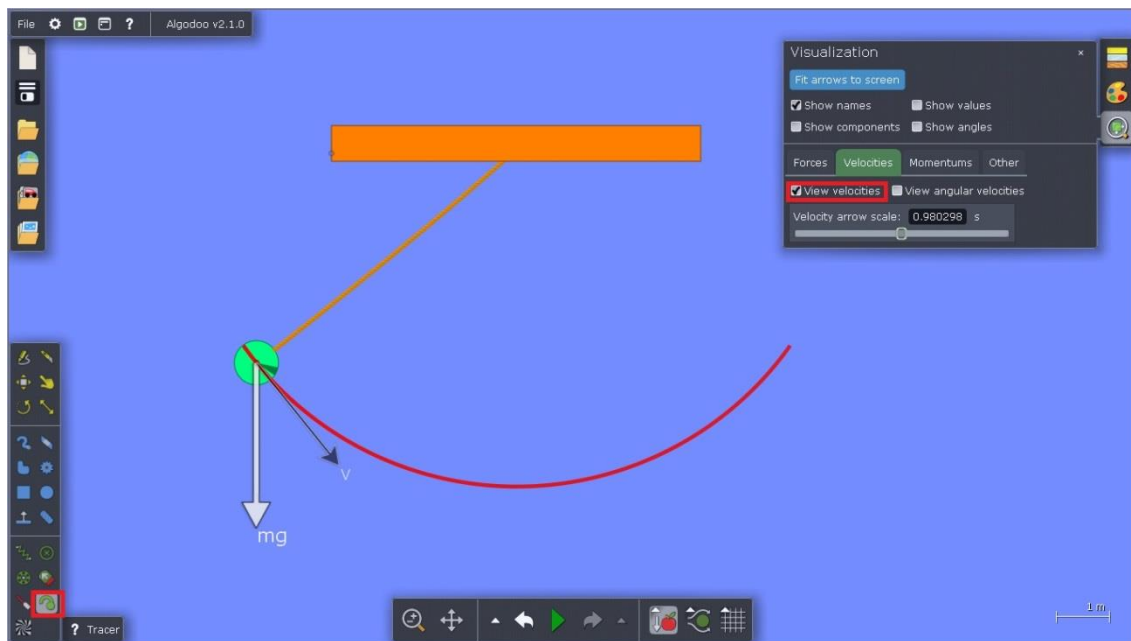 File ? Algodoo v2.1.0
Visualization ×
Fit arrows to screen
Show names Show values
Show components Show angles
Forces Velocities Momentums Other
View velocities View angular velocities
Velocity arrow scale: 0.980298 s
v
mg
1 m
? Tracer